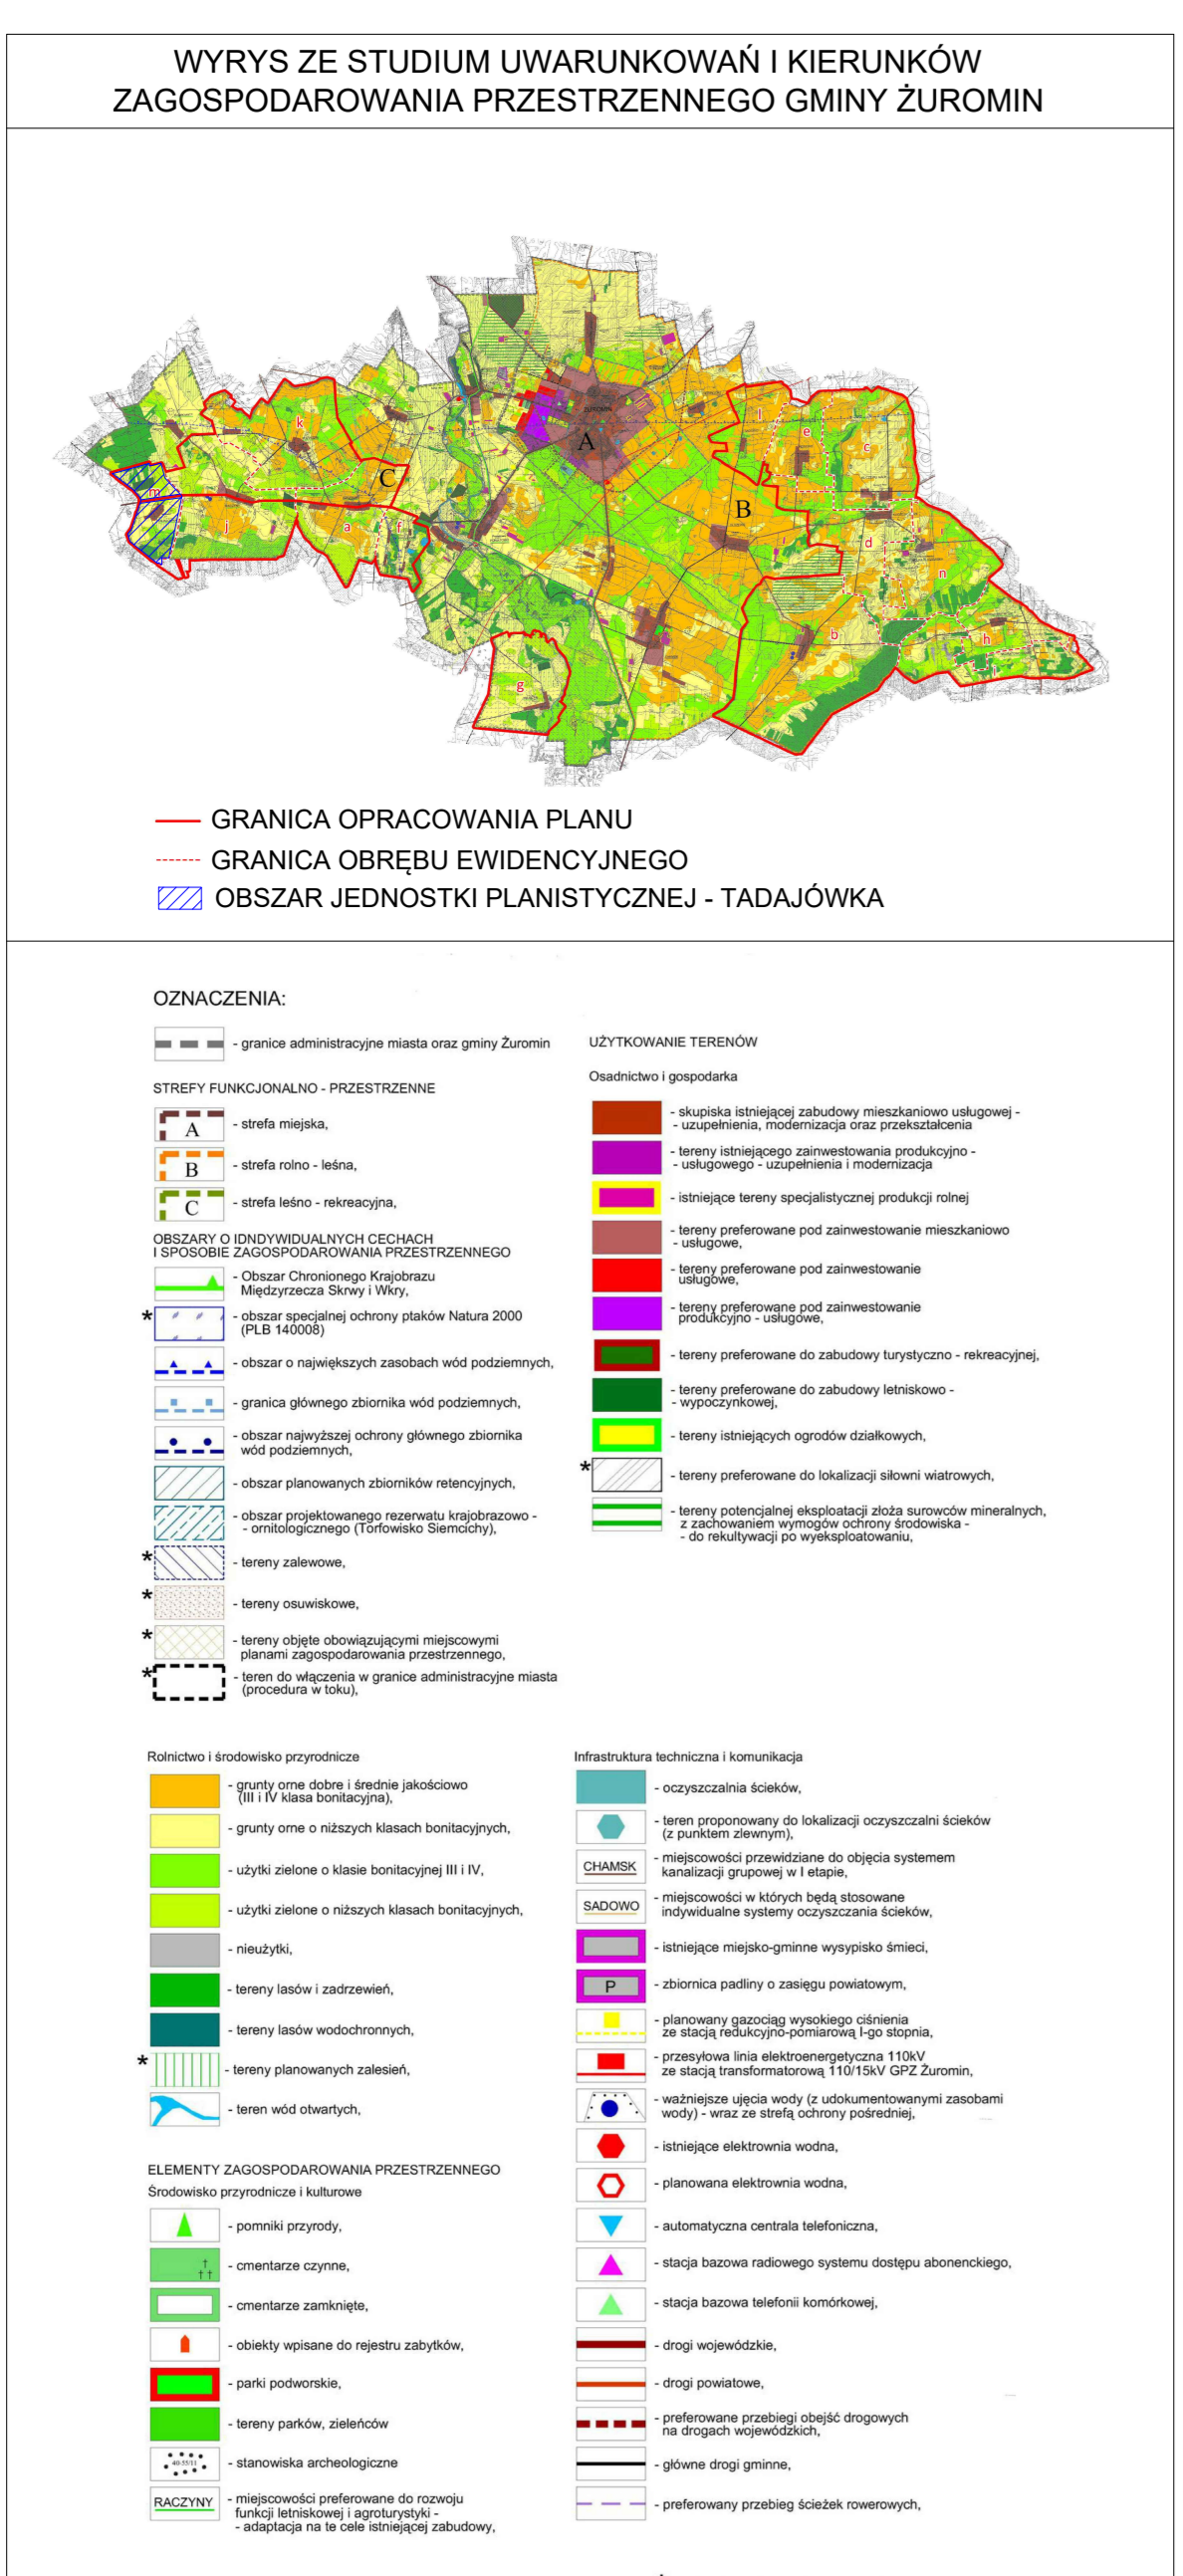 WYRYS ZE STUDIUM UWARUNKOWAŃ I KIERUNKÓW
ZAGOSPODAROWANIA PRZESTRZENNEGO GMINY ŻUROMIN
ŻUROMIN
A
B
C
k
l
e
c
m
j
a
f
d
n
b
h
i
g
GRANICA OPRACOWANIA PLANU
GRANICA OBRĘBU EWIDENCYJNEGO
OBSZAR JEDNOSTKI PLANISTYCZNEJ - TADAJÓWKA
OZNACZENIA:
- granice administracyjne miasta oraz gminy Żuromin
STREFY FUNKCJONALNO - PRZESTRZENNE
A - strefa miejska,
B - strefa rolno - leśna,
C - strefa leśno - rekreacyjna,
OBSZARY O IDNDYWIDUALNYCH CECHACH
I SPOSOBIE ZAGOSPODAROWANIA PRZESTRZENNEGO
- Obszar Chronionego Krajobrazu
Międzyrzecza Skrwy i Wkry,
* - obszar specjalnej ochrony ptaków Natura 2000
(PLB 140008)
- obszar o największych zasobach wód podziemnych,
- granica głównego zbiornika wód podziemnych,
- obszar najwyższej ochrony głównego zbiornika
wód podziemnych,
- obszar planowanych zbiorników retencyjnych,
- obszar projektowanego rezerwatu krajobrazowo -
- ornitologicznego (Torfowisko Siemcichy),
* - tereny zalewowe,
* - tereny osuwiskowe,
* - tereny objęte obowiązującymi miejscowymi
planami zagospodarowania przestrzennego,
* - teren do włączenia w granice administracyjne miasta
(procedura w toku),
UŻYTKOWANIE TERENÓW
Osadnictwo i gospodarka
- skupiska istniejącej zabudowy mieszkaniowo usługowej -
- uzupełnienia, modernizacja oraz przekształcenia
- tereny istniejącego zainwestowania produkcyjno -
- usługowego - uzupełnienia i modernizacja
- istniejące tereny specjalistycznej produkcji rolnej
- tereny preferowane pod zainwestowanie mieszkaniowo
- usługowe,
- tereny preferowane pod zainwestowanie
usługowe,
- tereny preferowane pod zainwestowanie
produkcyjno - usługowe,
- tereny preferowane do zabudowy turystyczno - rekreacyjnej,
- tereny preferowane do zabudowy letniskowo -
- wypoczynkowej,
- tereny istniejących ogrodów działkowych,
* - tereny preferowane do lokalizacji siłowni wiatrowych,
- tereny potencjalnej eksploatacji złoża surowców mineralnych,
z zachowaniem wymogów ochrony środowiska -
- do rekultywacji po wyeksploatowaniu,
Rolnictwo i środowisko przyrodnicze
- grunty orne dobre i średnie jakościowo
(III i IV klasa bonitacyjna),
- grunty orne o niższych klasach bonitacyjnych,
- użytki zielone o klasie bonitacyjnej III i IV,
- użytki zielone o niższych klasach bonitacyjnych,
- nieużytki,
- tereny lasów i zadrzewień,
- tereny lasów wodochronnych,
* - tereny planowanych zalesień,
- teren wód otwartych,
ELEMENTY ZAGOSPODAROWANIA PRZESTRZENNEGO
Środowisko przyrodnicze i kulturowe
- pomniki przyrody,
- cmentarze czynne,
- cmentarze zamknięte,
- obiekty wpisane do rejestru zabytków,
- parki podworskie,
- tereny parków, zieleńców
40-55/11 - stanowiska archeologiczne
RACZYNY - miejscowości preferowane do rozwoju
funkcji letniskowej i agroturystyki -
- adaptacja na te cele istniejącej zabudowy,
Infrastruktura techniczna i komunikacja
- oczyszczalnia ścieków,
- teren proponowany do lokalizacji oczyszczalni ścieków
(z punktem zlewnym),
CHAMSK - miejscowości przewidziane do objęcia systemem
kanalizacji grupowej w I etapie,
SADOWO - miejscowości w których będą stosowane
indywidualne systemy oczyszczania ścieków,
- istniejące miejsko-gminne wysypisko śmieci,
P - zbiornica padliny o zasięgu powiatowym,
- planowany gazociąg wysokiego ciśnienia
ze stacją redukcyjno-pomiarową I-go stopnia,
- przesyłowa linia elektroenergetyczna 110kV
ze stacją transformatorową 110/15kV GPZ Żuromin,
- ważniejsze ujęcia wody (z udokumentowanymi zasobami
wody) - wraz ze strefą ochrony pośredniej,
- istniejące elektrownia wodna,
- planowana elektrownia wodna,
- automatyczna centrala telefoniczna,
- stacja bazowa radiowego systemu dostępu abonenckiego,
- stacja bazowa telefonii komórkowej,
- drogi wojewódzkie,
- drogi powiatowe,
- preferowane przebiegi obejść drogowych
na drogach wojewódzkich,
- główne drogi gminne,
- preferowany przebieg ścieżek rowerowych,